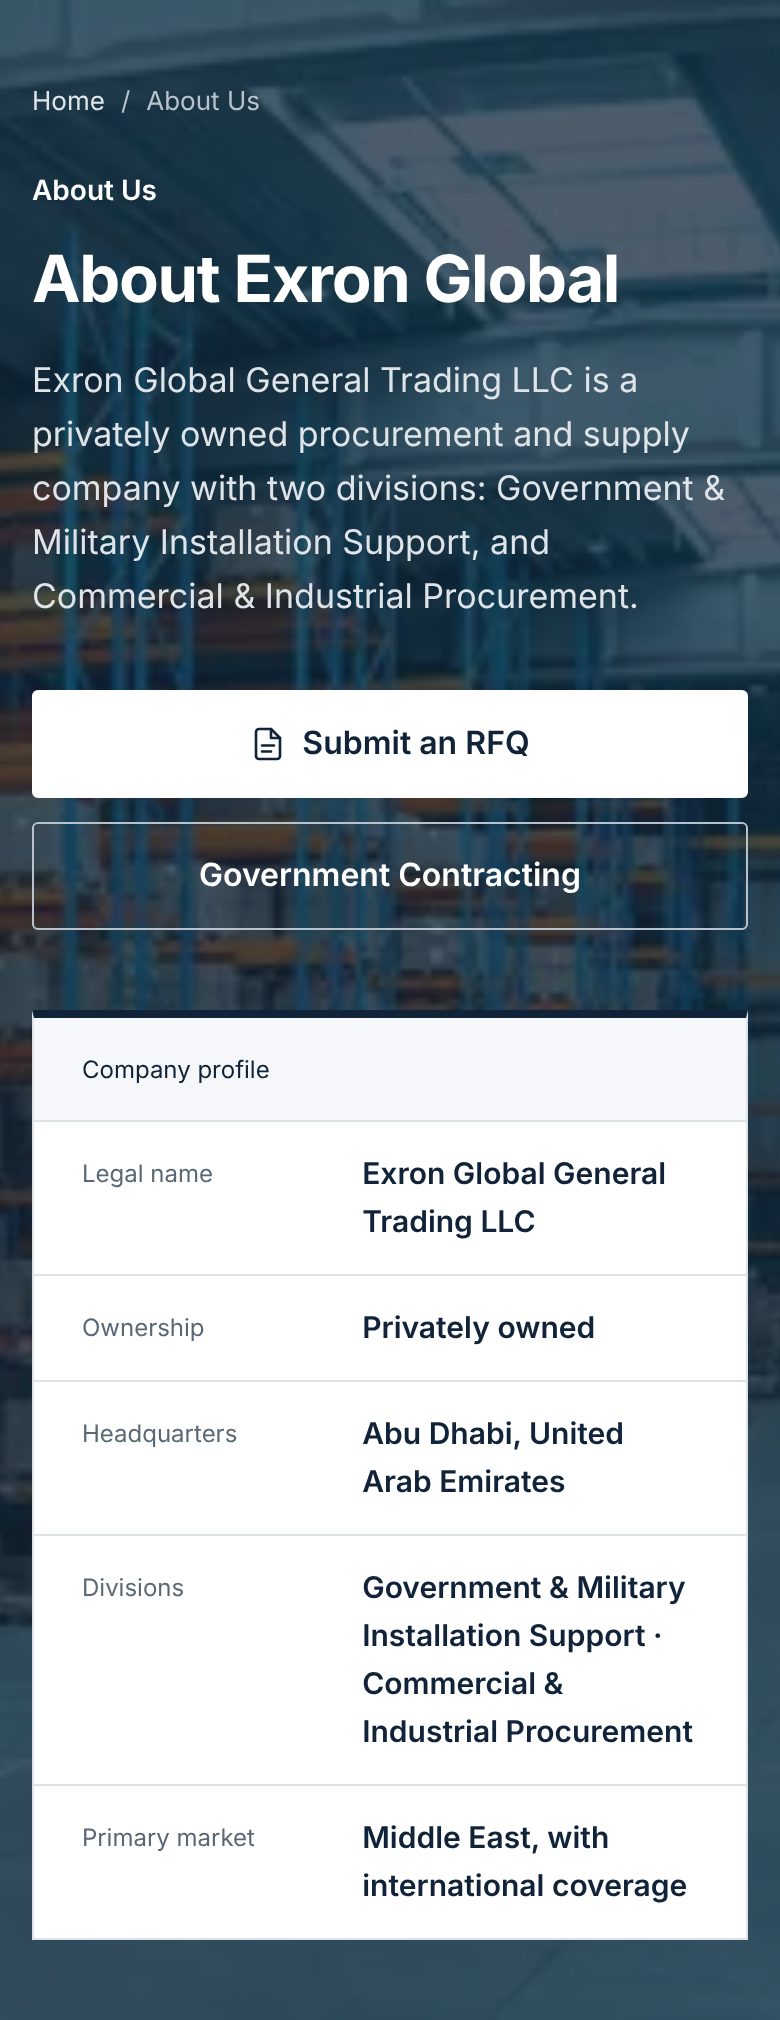 Home / About Us
About Us
About Exron Global
Exron Global General Trading LLC is a
privately owned procurement and supply
company with two divisions: Government &
Military Installation Support, and
Commercial & Industrial Procurement.
Submit an RFQ
Government Contracting
Company profile
Legal name
Exron Global General
Trading LLC
Ownership
Privately owned
Headquarters
Abu Dhabi, United
Arab Emirates
Divisions
Government & Military
Installation Support ·
Commercial &
Industrial Procurement
Primary market
Middle East, with
international coverage